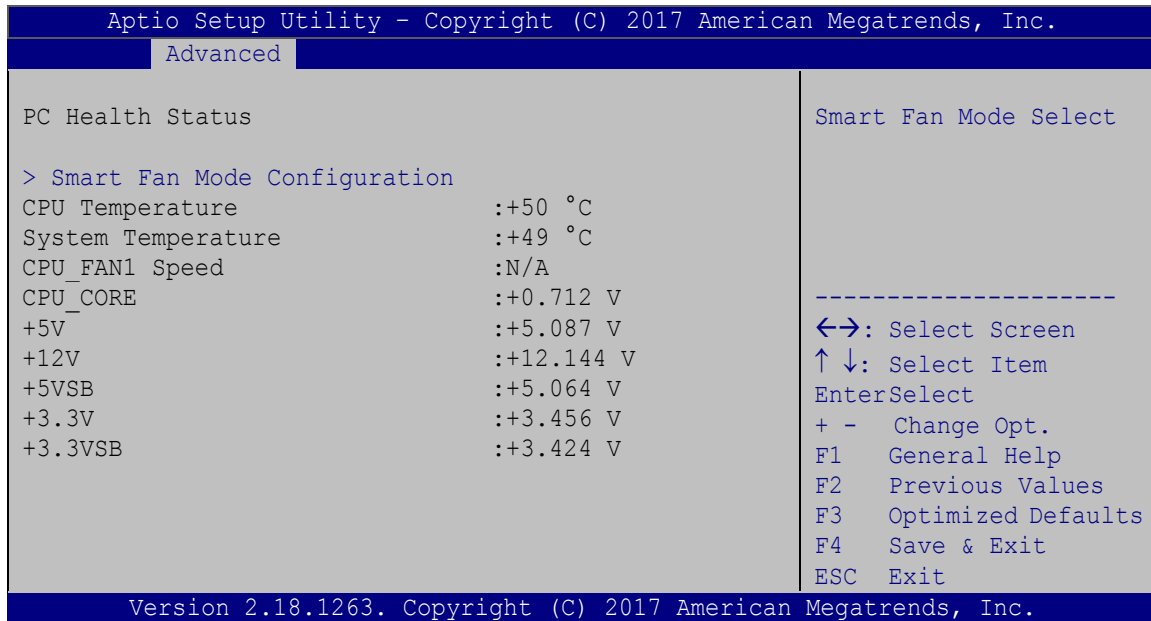 Aptio Setup Utility – Copyright (C) 2017 American Megatrends, Inc.
Advanced
PC Health Status
> Smart Fan Mode Configuration
CPU Temperature :+50 °C
System Temperature :+49 °C
CPU_FAN1 Speed :N/A
CPU_CORE :+0.712 V
+5V :+5.087 V
+12V :+12.144 V
+5VSB :+5.064 V
+3.3V :+3.456 V
+3.3VSB :+3.424 V
Smart Fan Mode Select
---------------------
←→: Select Screen
↑ ↓: Select Item
EnterSelect
+ - Change Opt.
F1 General Help
F2 Previous Values
F3 Optimized Defaults
F4 Save & Exit
ESC Exit
Version 2.18.1263. Copyright (C) 2017 American Megatrends, Inc.